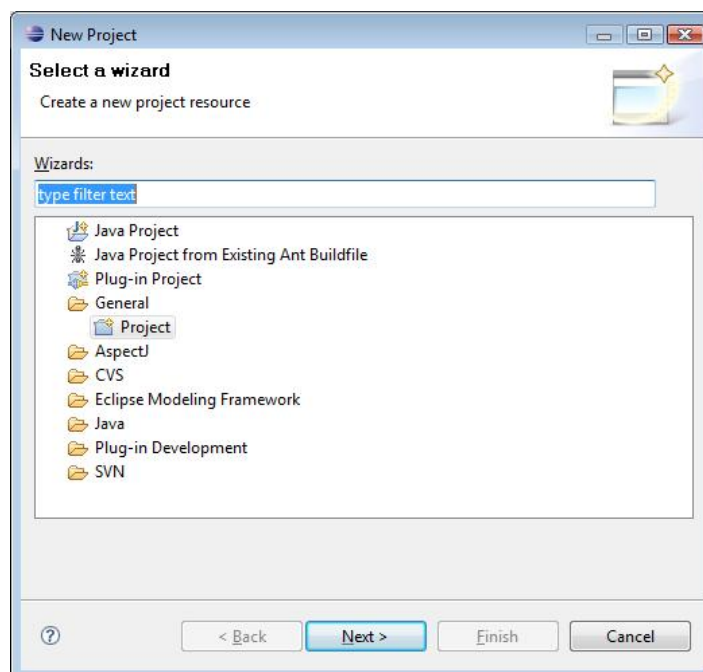 New Project
Select a wizard
Create a new project resource
Wizards:
type filter text
Java Project
Java Project from Existing Ant Buildfile
Plug-in Project
General
Project
AspectJ
CVS
Eclipse Modeling Framework
Java
Plug-in Development
SVN
? < Back Next > Finish Cancel